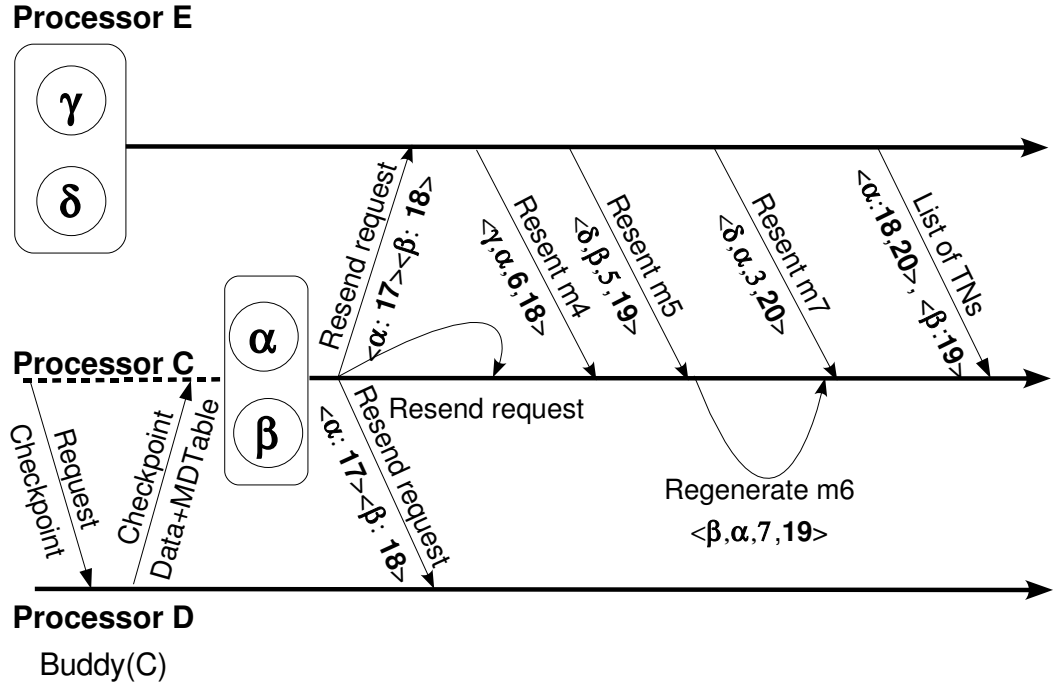 Processor E
γ
δ
Resend request
<α: 17><β: 18>
Resent m4
<γ,α,6,18>
Resent m5
<δ,β,5,19>
Resent m7
<δ,α,3,20>
List of TNs
<α:18,20>, <β:19>
Processor C
α
β
Request
Checkpoint
Checkpoint
Data+MDTable
Resend request
Resend request
<α: 17><β: 18>
Regenerate m6
<β,α,7,19>
Processor D
Buddy(C)